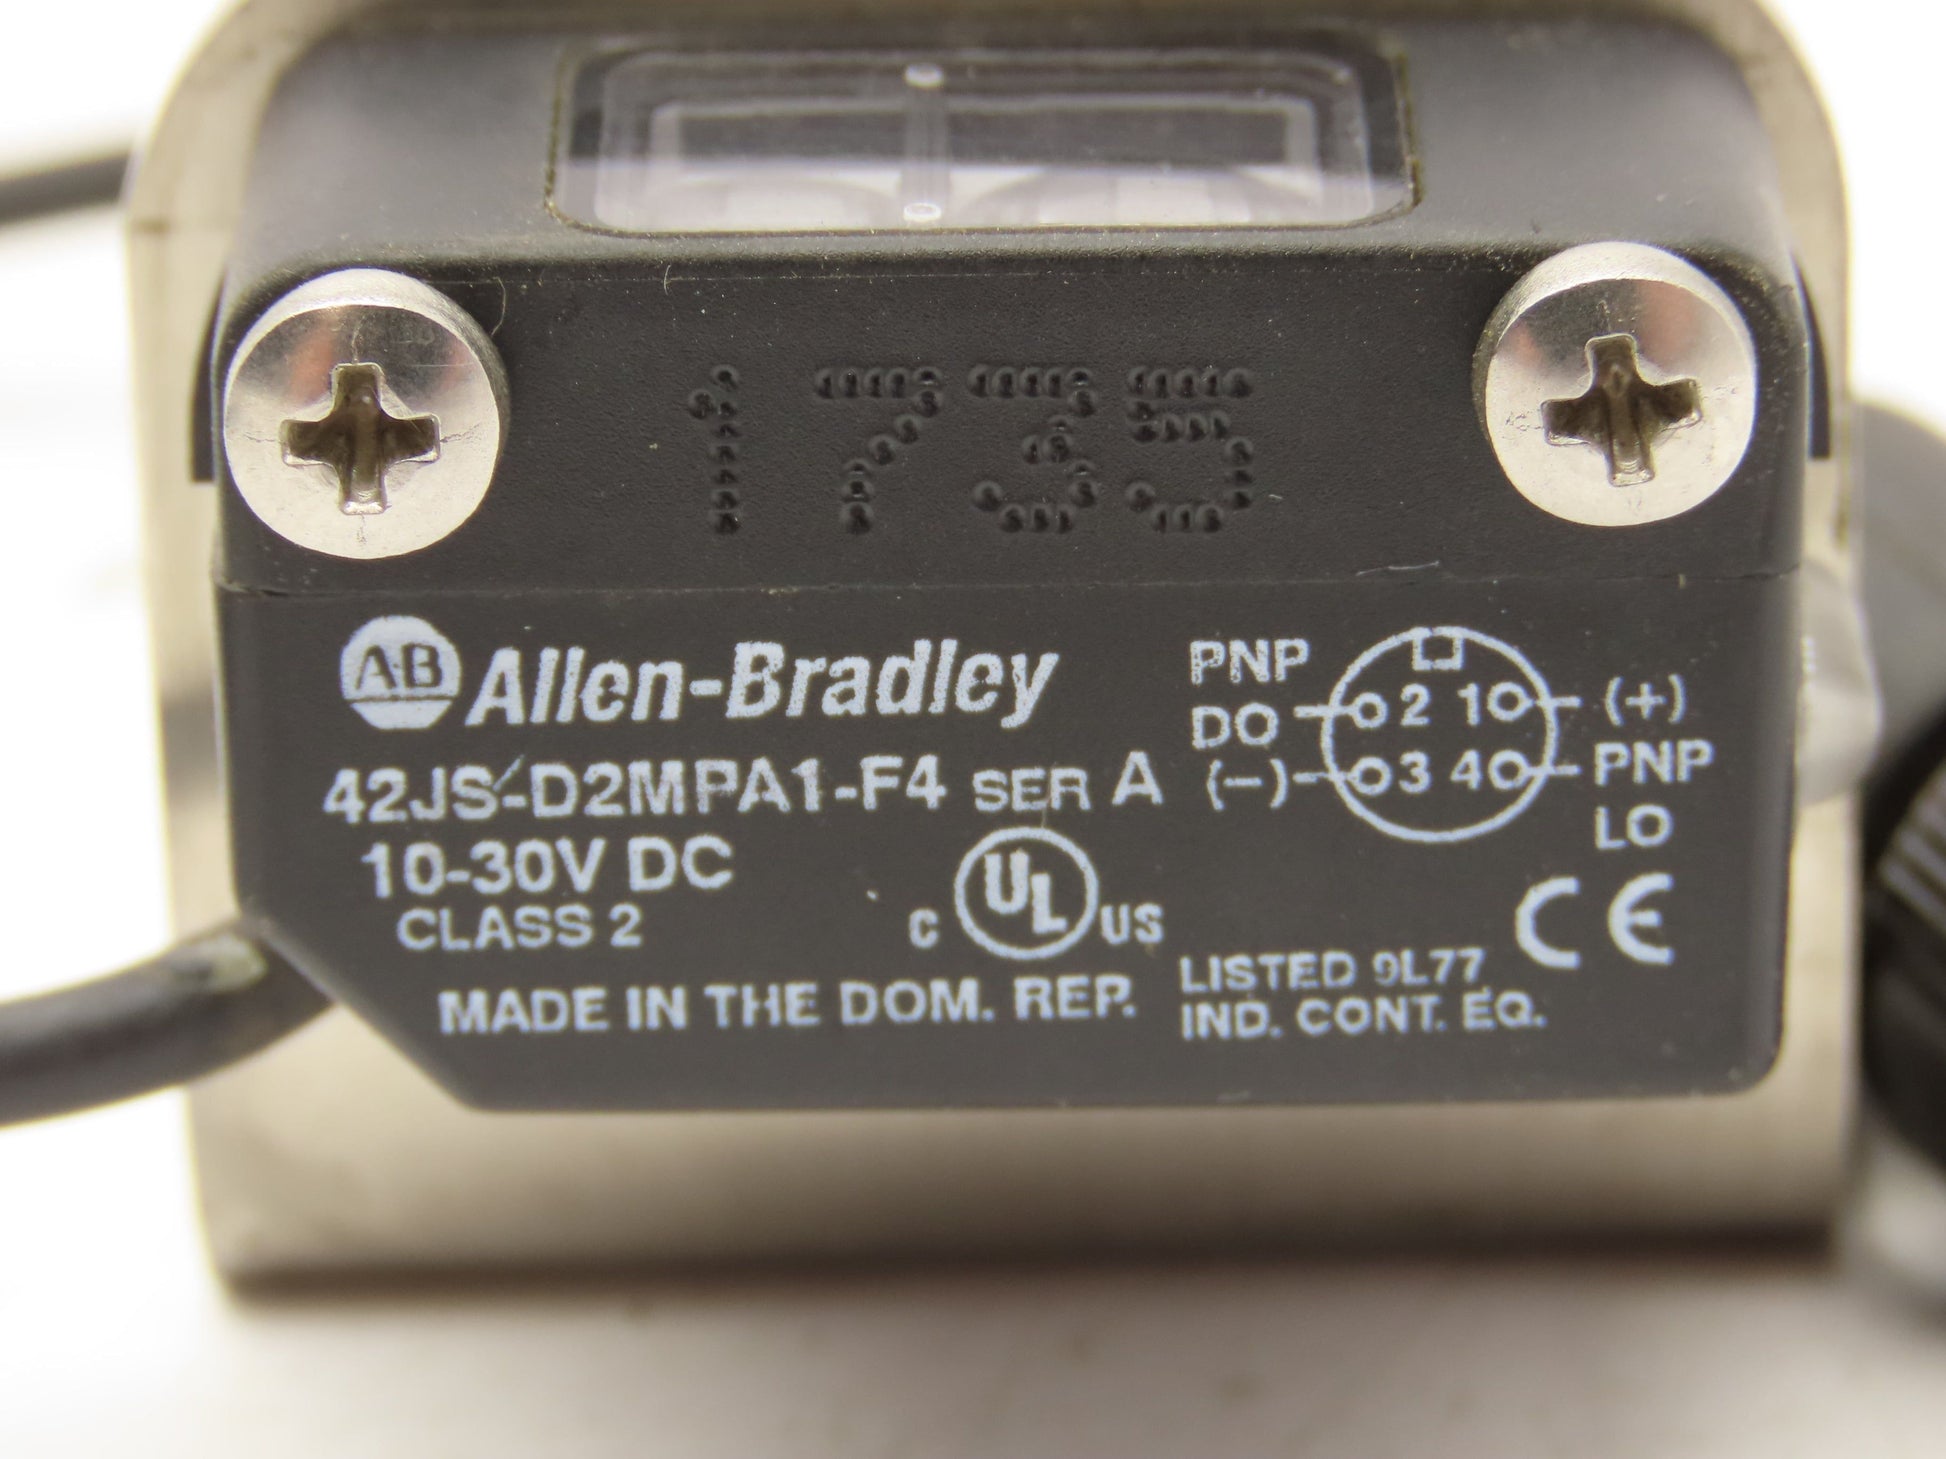 1735
AB Allen-Bradley
42JS-D2MPA1-F4 SER A
10-30V DC
CLASS 2
C UL US
MADE IN THE DOM. REP.
PNP
DO 2 1 (+)
(−) 3 4 PNP
LO
CE
LISTED 9L77
IND. CONT. EQ.